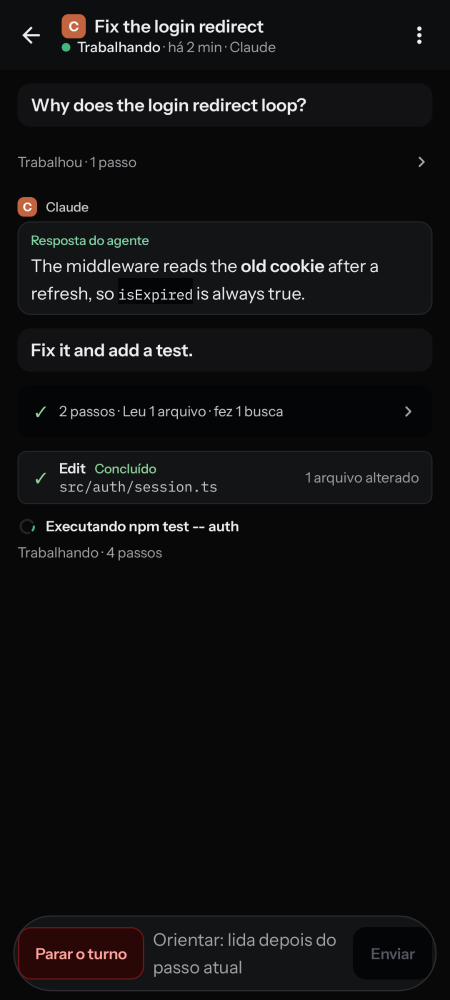 C Fix the login redirect
Trabalhando · há 2 min · Claude
Why does the login redirect loop?
Trabalhou · 1 passo
C Claude
Resposta do agente
The middleware reads the old cookie after a
refresh, so isExpired is always true.
Fix it and add a test.
✓ 2 passos · Leu 1 arquivo · fez 1 busca
✓ Edit Concluído
src/auth/session.ts
1 arquivo alterado
Executando npm test -- auth
Trabalhando · 4 passos
Parar o turno
Orientar: lida depois do
passo atual
Enviar